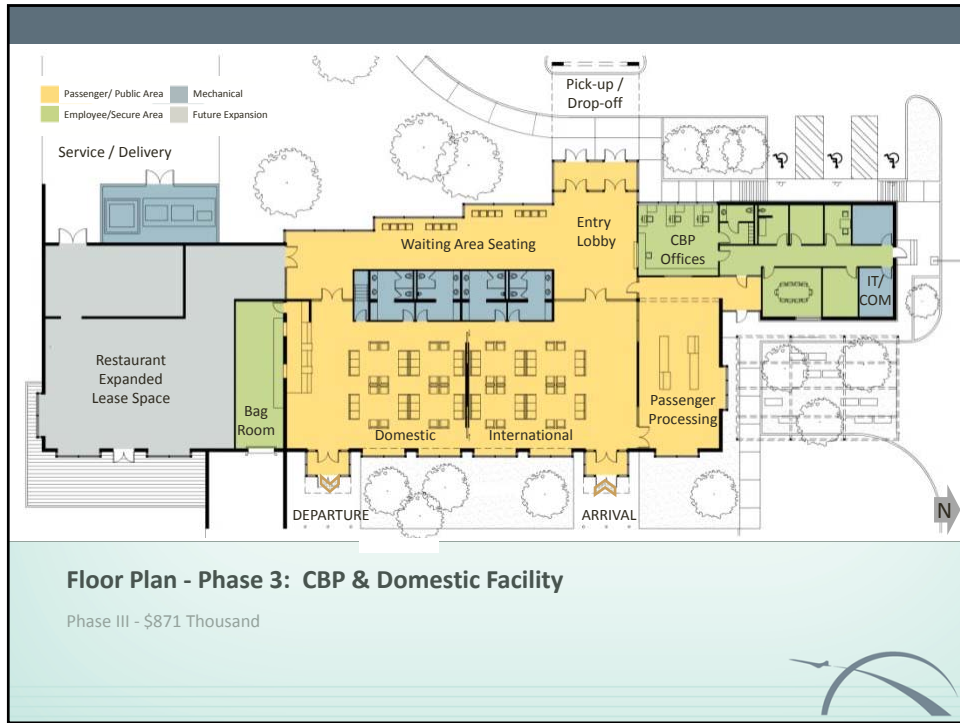 Pick-up /
Drop-off
Passenger/ Public Area
Mechanical
Employee/Secure Area
Future Expansion
Service / Delivery
Waiting Area Seating
Entry
Lobby
CBP
Offices
IT/
COM
Restaurant
Expanded
Lease Space
Bag
Room
Domestic
International
Passenger
Processing
DEPARTURE
ARRIVAL
N
Floor Plan - Phase 3: CBP & Domestic Facility
Phase III - $871 Thousand